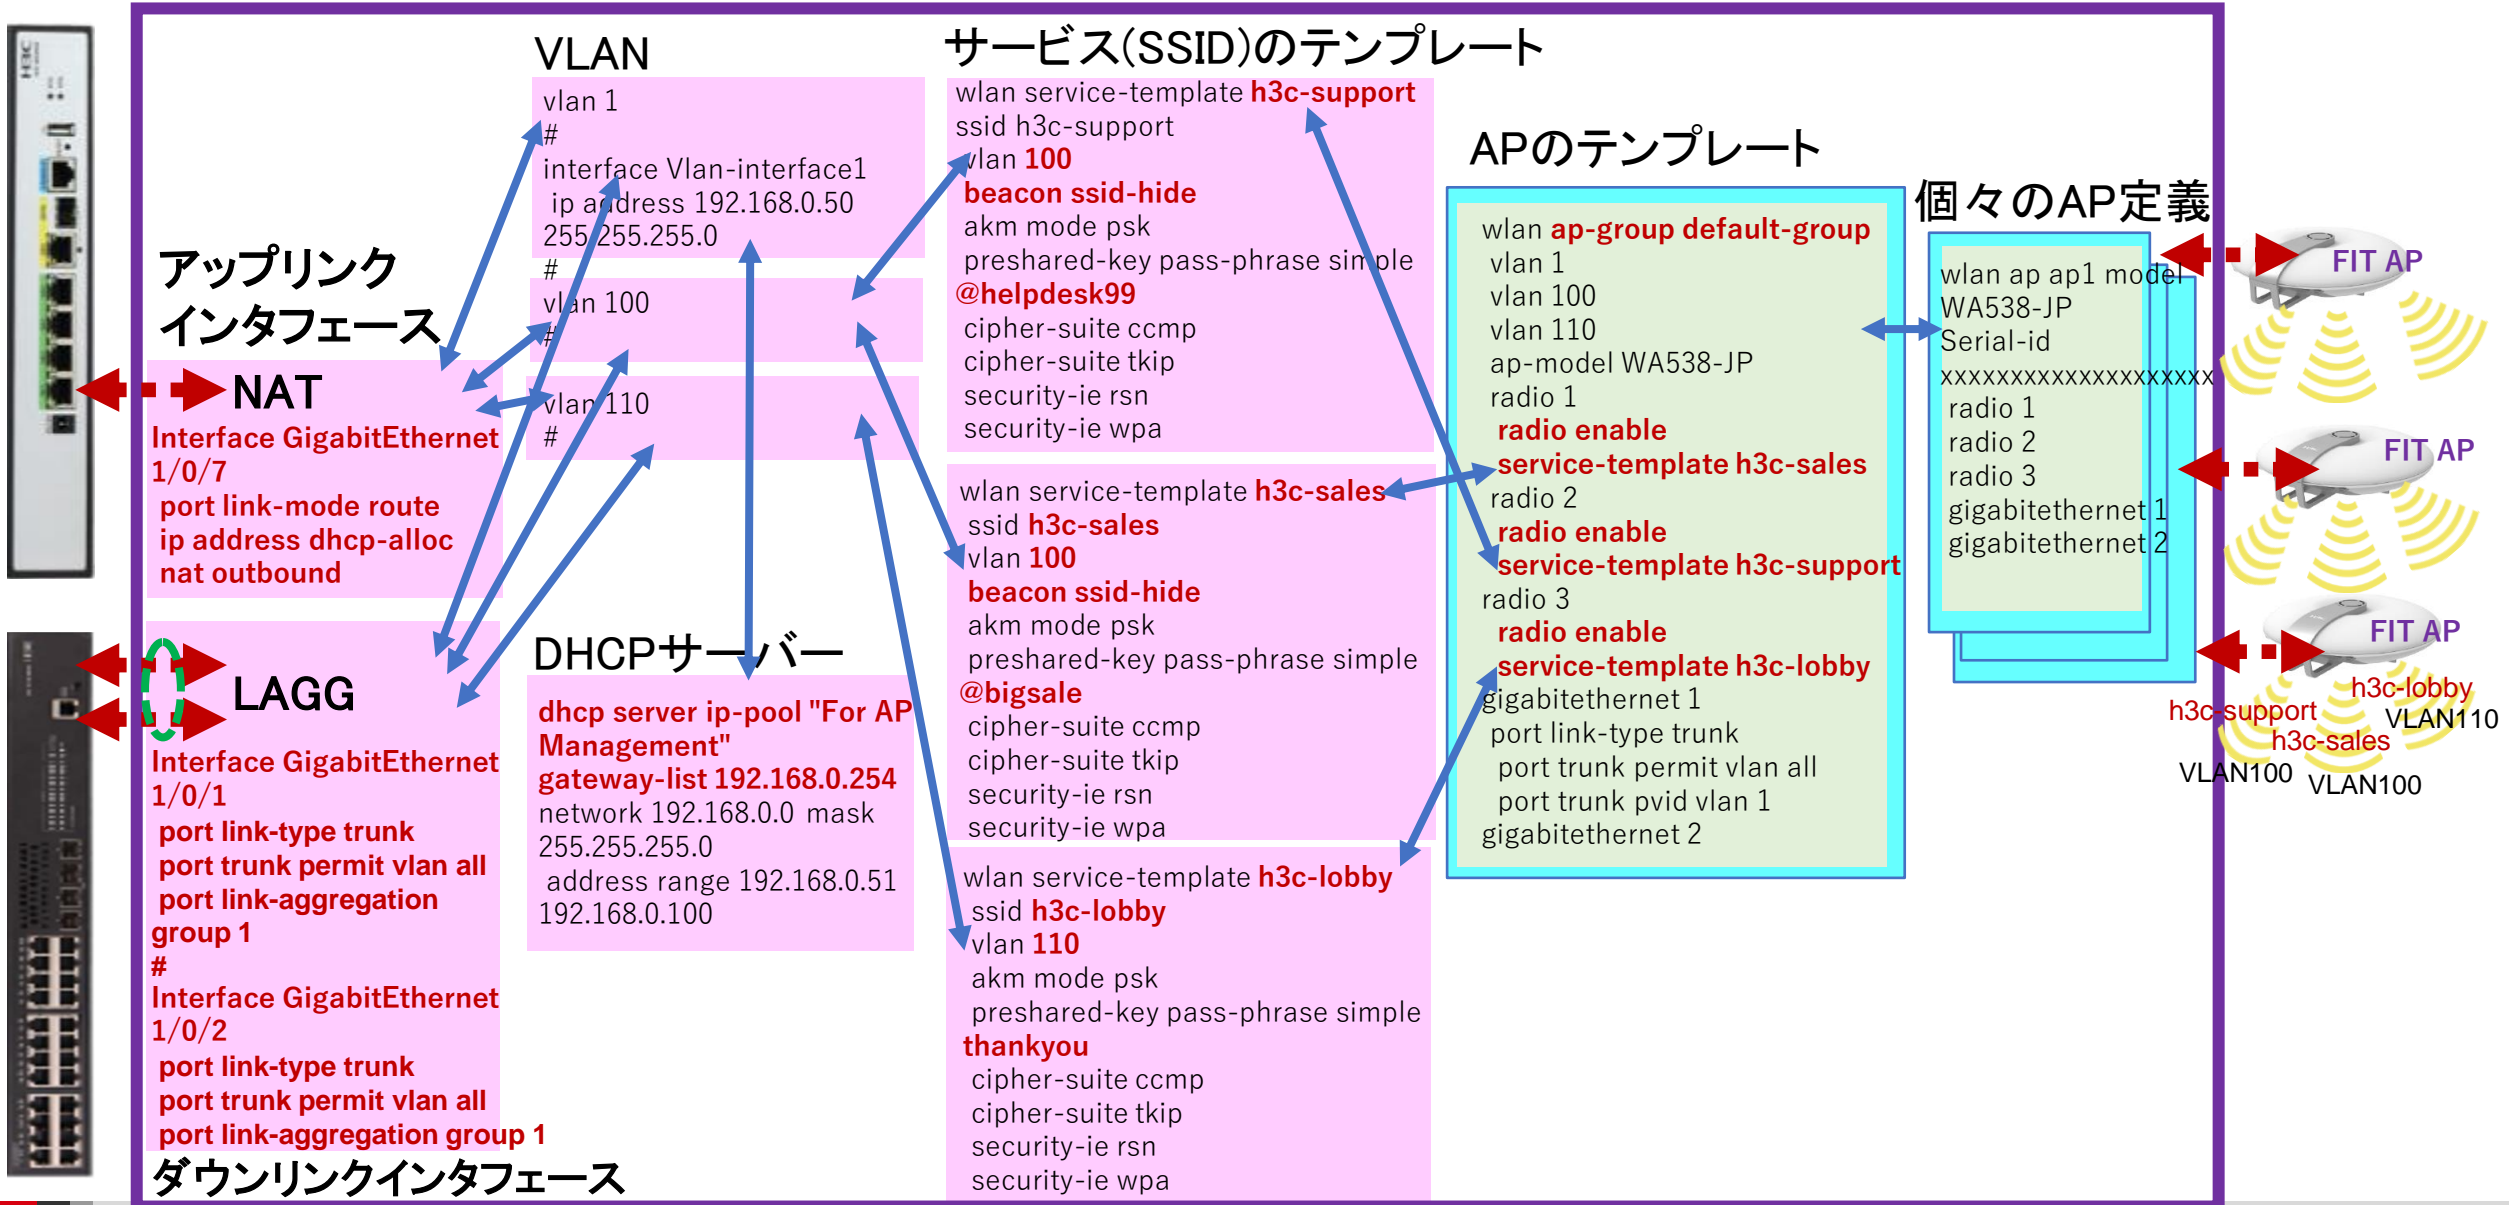 H3C
アップリンク
インタフェース
NAT
Interface GigabitEthernet
1/0/7
port link-mode route
ip address dhcp-alloc
nat outbound
LAGG
Interface GigabitEthernet
1/0/1
port link-type trunk
port trunk permit vlan all
port link-aggregation
group 1
#
Interface GigabitEthernet
1/0/2
port link-type trunk
port trunk permit vlan all
port link-aggregation group 1
ダウンリンクインタフェース
VLAN
vlan 1
#
interface Vlan-interface1
ip address 192.168.0.50
255.255.255.0
#
vlan 100
#
vlan 110
#
DHCPサーバー
dhcp server ip-pool "For AP
Management"
gateway-list 192.168.0.254
network 192.168.0.0 mask
255.255.255.0
address range 192.168.0.51
192.168.0.100
サービス(SSID)のテンプレート
wlan service-template h3c-support
ssid h3c-support
vlan 100
beacon ssid-hide
akm mode psk
preshared-key pass-phrase simple
@helpdesk99
cipher-suite ccmp
cipher-suite tkip
security-ie rsn
security-ie wpa
wlan service-template h3c-sales
ssid h3c-sales
vlan 100
beacon ssid-hide
akm mode psk
preshared-key pass-phrase simple
@bigsale
cipher-suite ccmp
cipher-suite tkip
security-ie rsn
security-ie wpa
wlan service-template h3c-lobby
ssid h3c-lobby
vlan 110
akm mode psk
preshared-key pass-phrase simple
thankyou
cipher-suite ccmp
cipher-suite tkip
security-ie rsn
security-ie wpa
APのテンプレート
wlan ap-group default-group
vlan 1
vlan 100
vlan 110
ap-model WA538-JP
radio 1
radio enable
service-template h3c-sales
radio 2
radio enable
service-template h3c-support
radio 3
radio enable
service-template h3c-lobby
gigabitethernet 1
port link-type trunk
port trunk permit vlan all
port trunk pvid vlan 1
gigabitethernet 2
個々のAP定義
wlan ap ap1 model
WA538-JP
Serial-id
xxxxxxxxxxxxxxxxxxxx
radio 1
radio 2
radio 3
gigabitethernet 1
gigabitethernet 2
FIT AP
FIT AP
FIT AP
h3c-lobby
h3c-support
VLAN110
h3c-sales
VLAN100
VLAN100